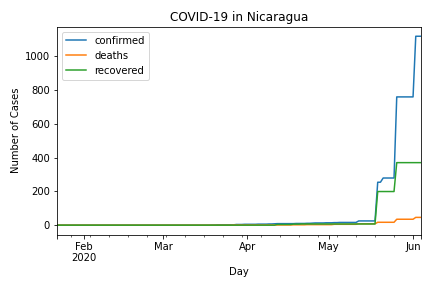 COVID-19 in Nicaragua
confirmed
deaths
recovered
Number of Cases
1000
800
600
400
200
0
Feb
2020
Mar
Apr
May
Jun
Day